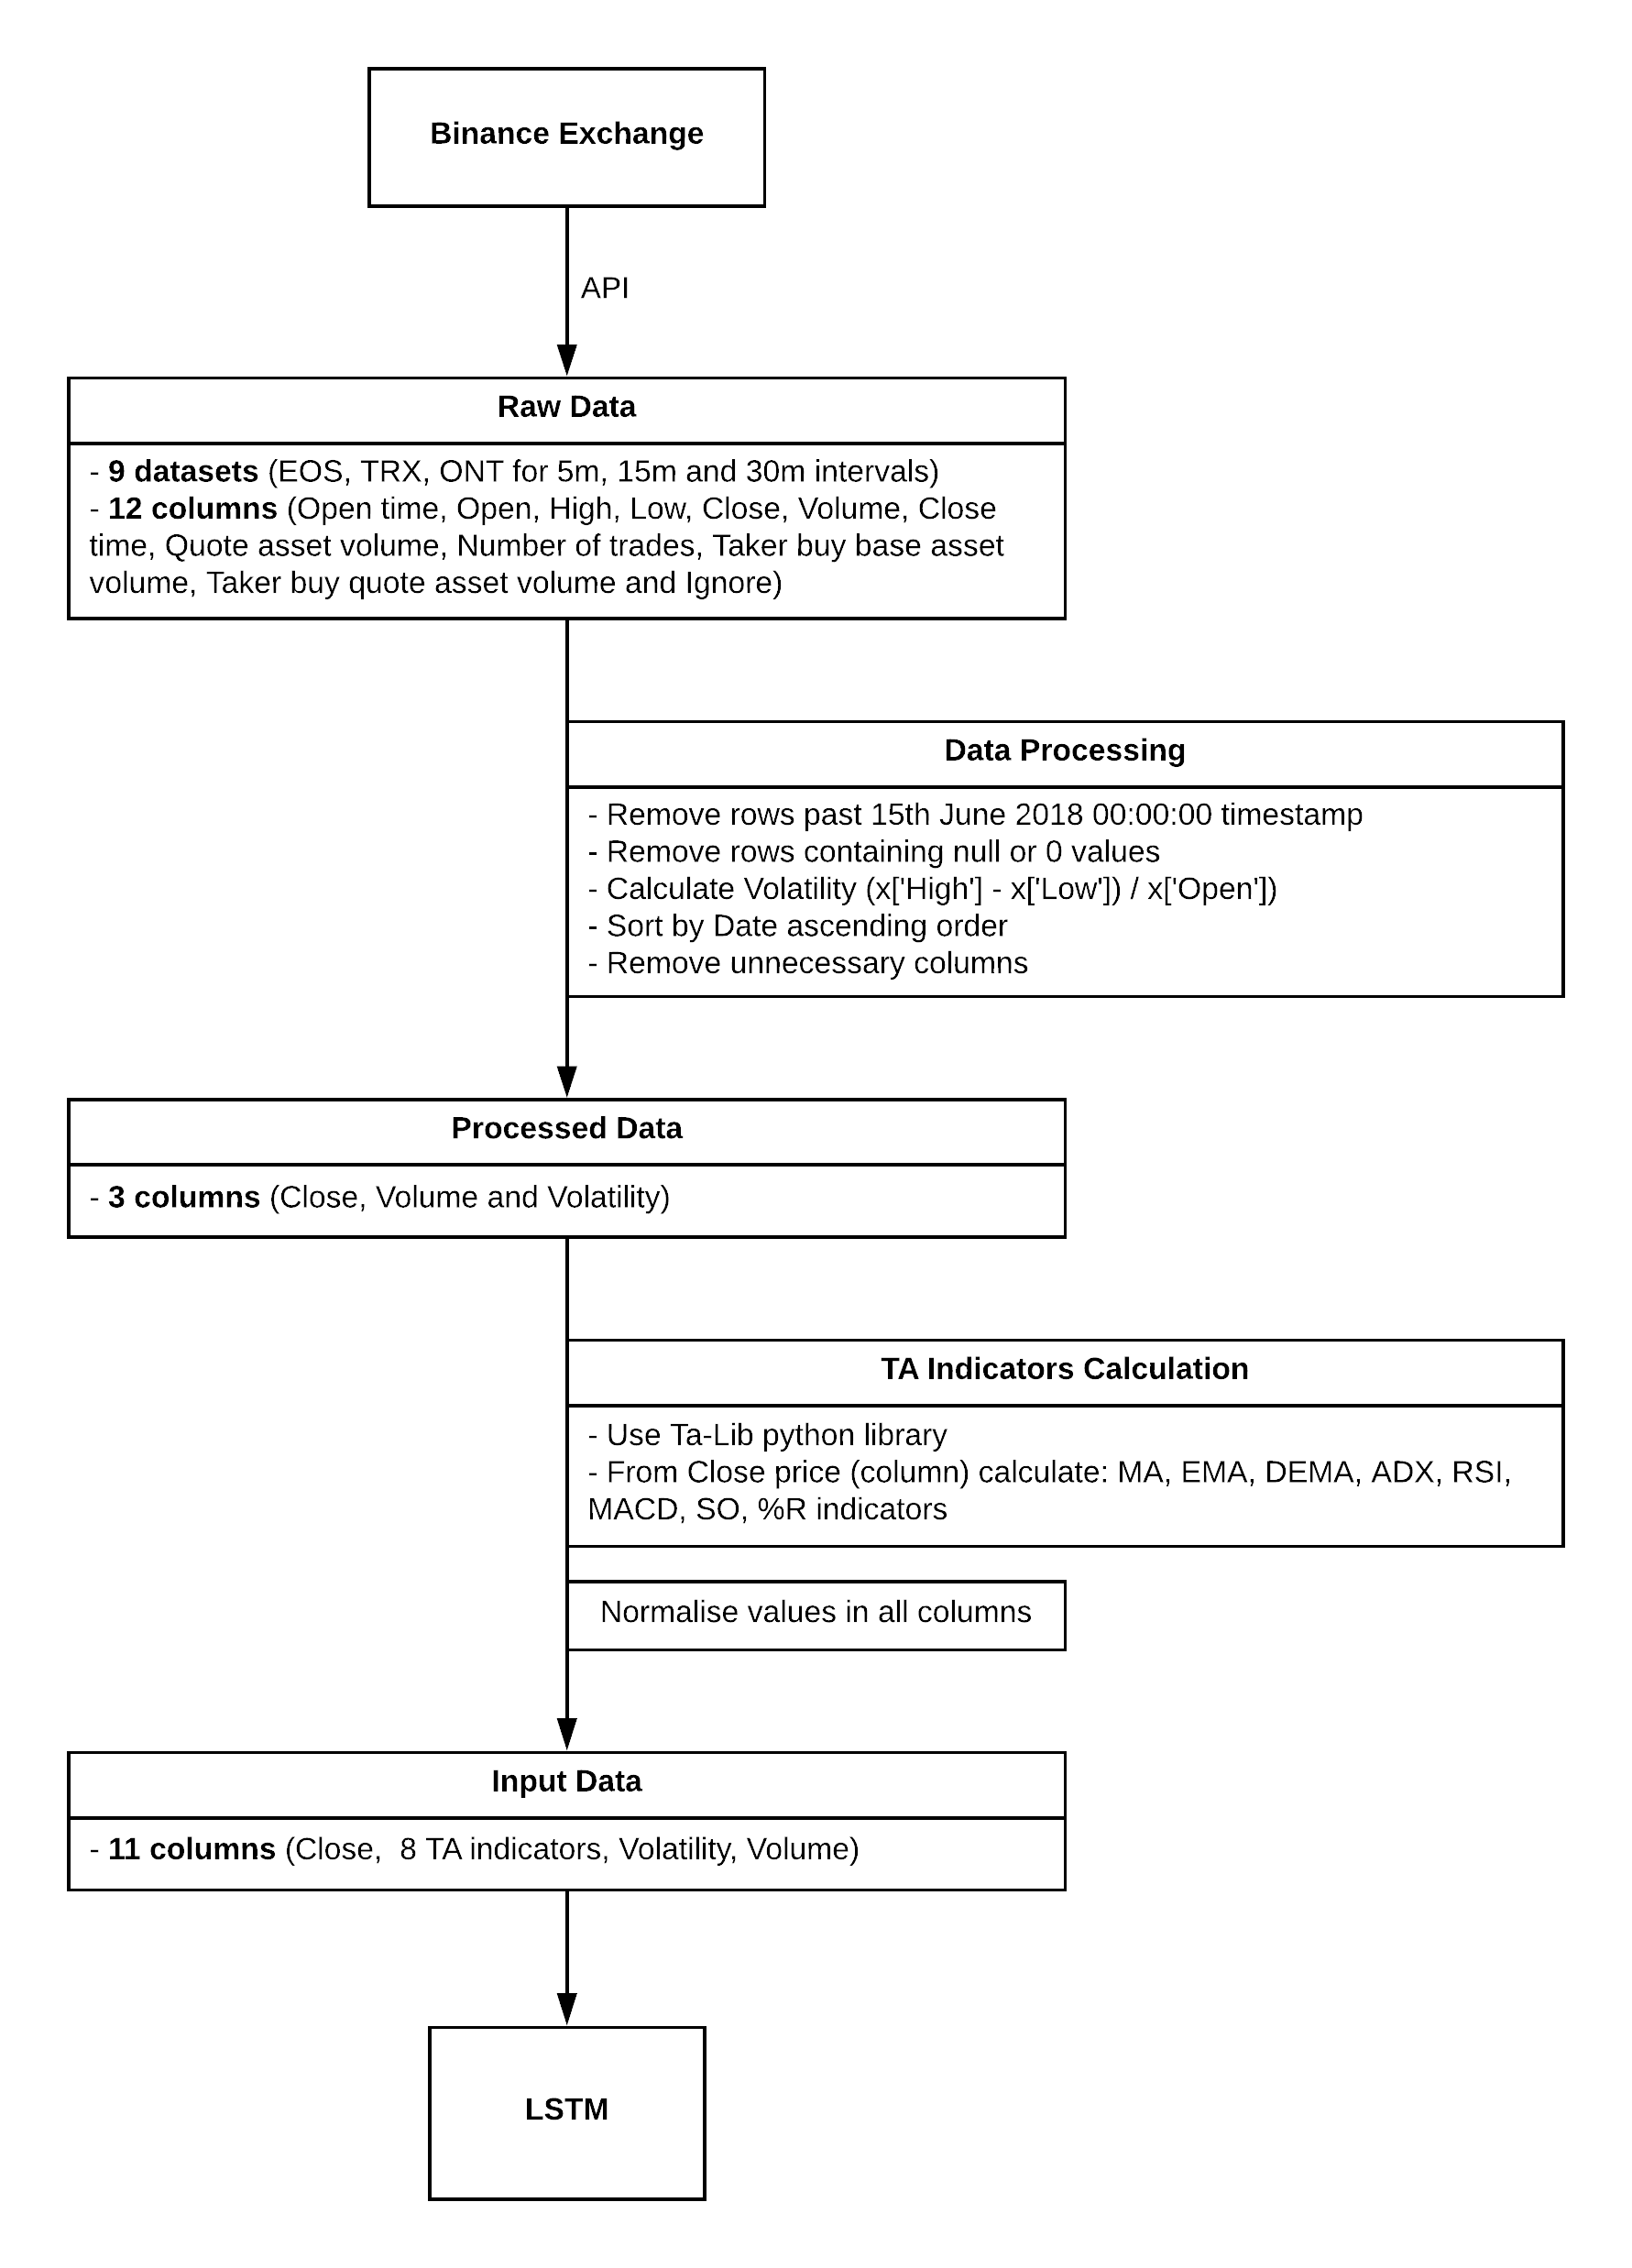 Binance Exchange
API
Raw Data
- 9 datasets (EOS, TRX, ONT for 5m, 15m and 30m intervals)
- 12 columns (Open time, Open, High, Low, Close, Volume, Close
time, Quote asset volume, Number of trades, Taker buy base asset
volume, Taker buy quote asset volume and Ignore)
Data Processing
- Remove rows past 15th June 2018 00:00:00 timestamp
- Remove rows containing null or 0 values
- Calculate Volatility (x['High'] - x['Low']) / x['Open'])
- Sort by Date ascending order
- Remove unnecessary columns
Processed Data
- 3 columns (Close, Volume and Volatility)
TA Indicators Calculation
- Use Ta-Lib python library
- From Close price (column) calculate: MA, EMA, DEMA, ADX, RSI,
MACD, SO, %R indicators
Normalise values in all columns
Input Data
- 11 columns (Close,  8 TA indicators, Volatility, Volume)
LSTM